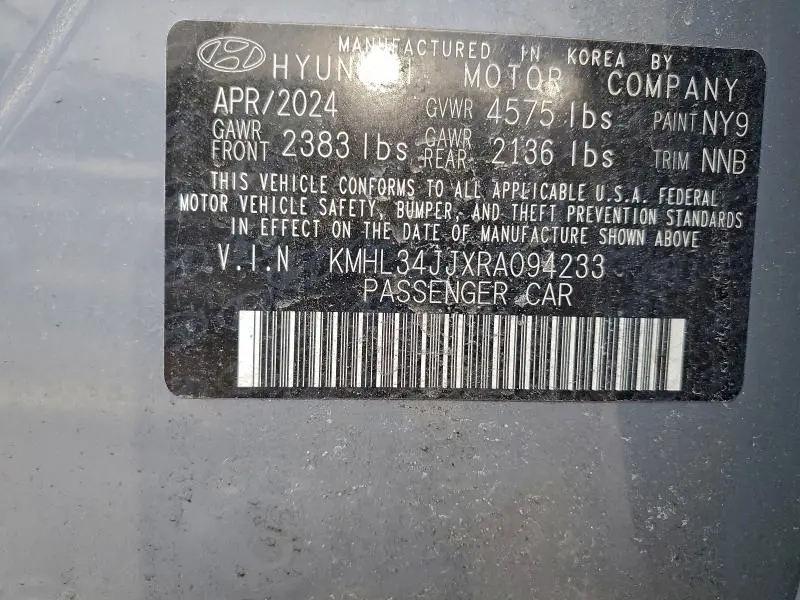 MANUFACTURED IN KOREA BY
HYUNDAI MOTOR COMPANY
APR/2024 GVWR 4575 lbs PAINT NY9
GAWR FRONT 2383 lbs GAWR REAR 2136 lbs TRIM NNB
THIS VEHICLE CONFORMS TO ALL APPLICABLE U.S.A. FEDERAL
MOTOR VEHICLE SAFETY, BUMPER, AND THEFT PREVENTION STANDARDS
IN EFFECT ON THE DATE OF MANUFACTURE SHOWN ABOVE.
V.I.N KMHL34JJXRA094233
PASSENGER CAR